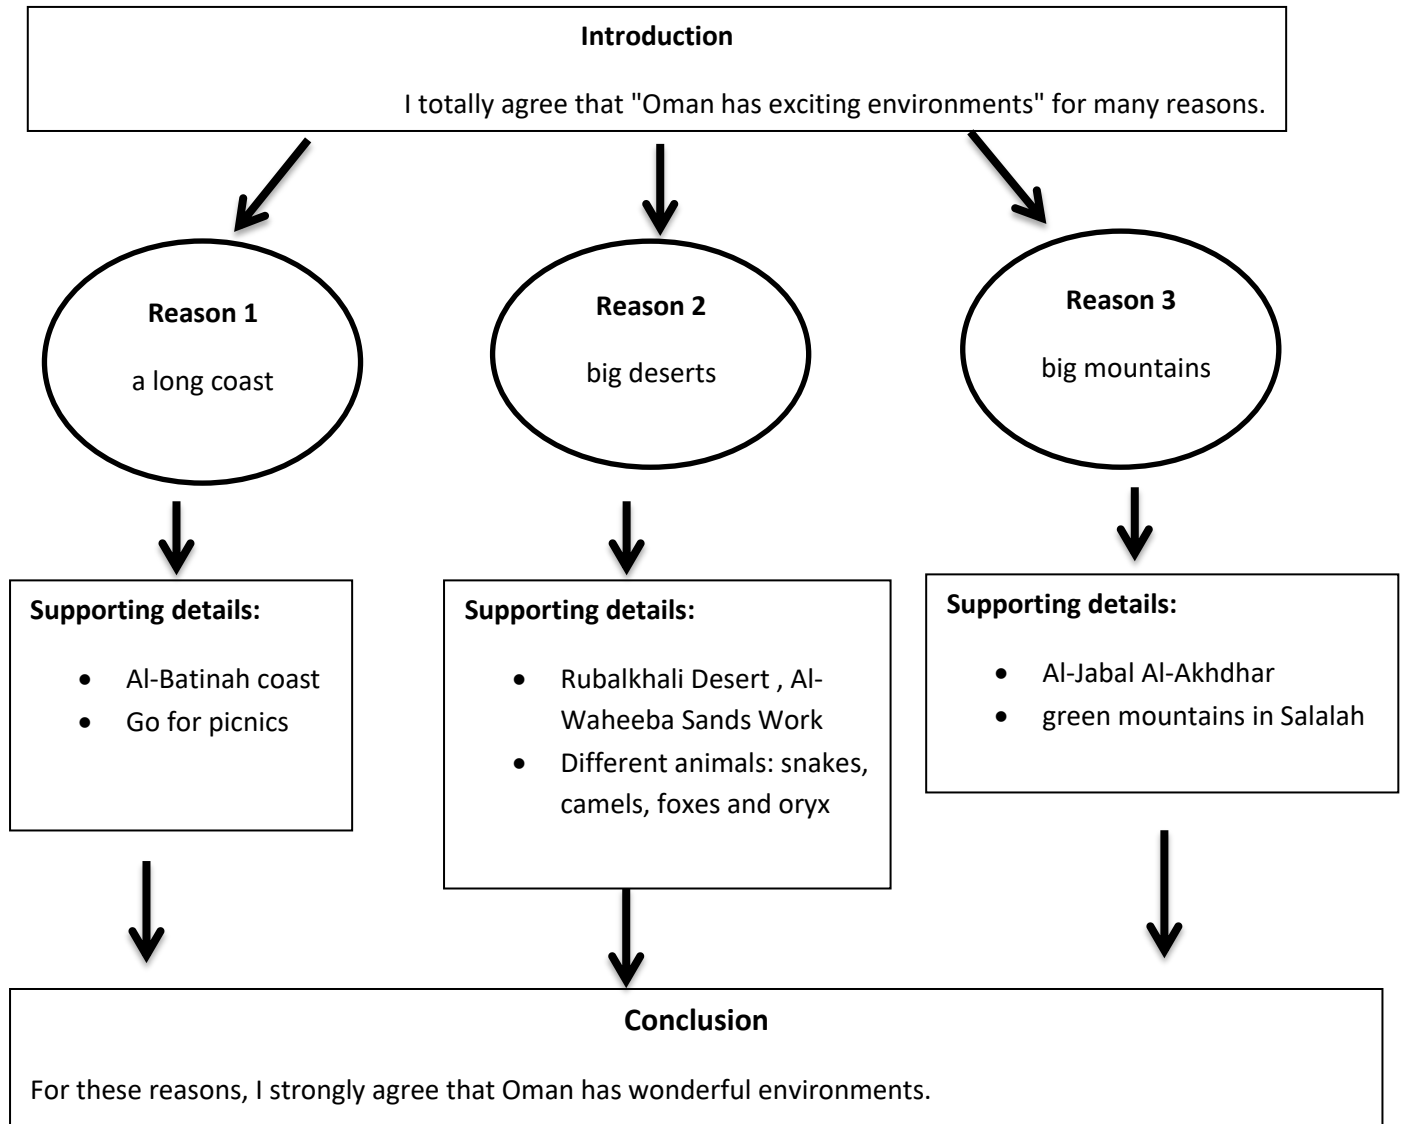 Introduction
I totally agree that "Oman has exciting environments" for many reasons.
Reason 1
a long coast
Reason 2
big deserts
Reason 3
big mountains
Supporting details:
• Al-Batinah coast
• Go for picnics
Supporting details:
• Rubalkhali Desert , Al-
Waheeba Sands Work
• Different animals: snakes,
camels, foxes and oryx
Supporting details:
• Al-Jabal Al-Akhdhar
• green mountains in Salalah
Conclusion
For these reasons, I strongly agree that Oman has wonderful environments.